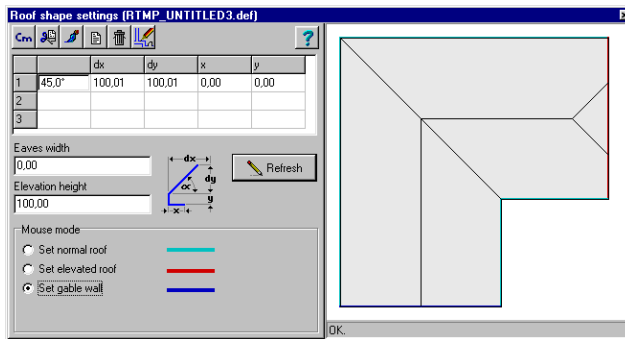 Roof shape settings (RTMP_UNTITLED3.def)
Cm ?
dx dy x y
1 45,0° 100,01 100,01 0,00 0,00
2
3
Eaves width
0,00
Elevation height
100,00
dx
dy
α
y
x
Refresh
Mouse mode
Set normal roof
Set elevated roof
Set gable wall
OK.